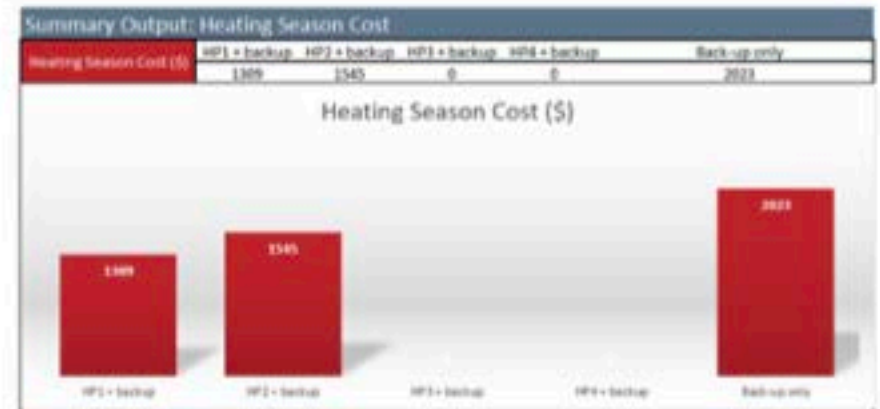 Summary Output: Heating Season Cost
Heating Season Cost ($) HP1 + backup HP2 + backup HP3 + backup HP4 + backup Back-up only
1309 1545 0 0 2023
Heating Season Cost ($)
2023
1545
1309
HP1 + backup HP2 + backup HP3 + backup HP4 + backup Back-up only